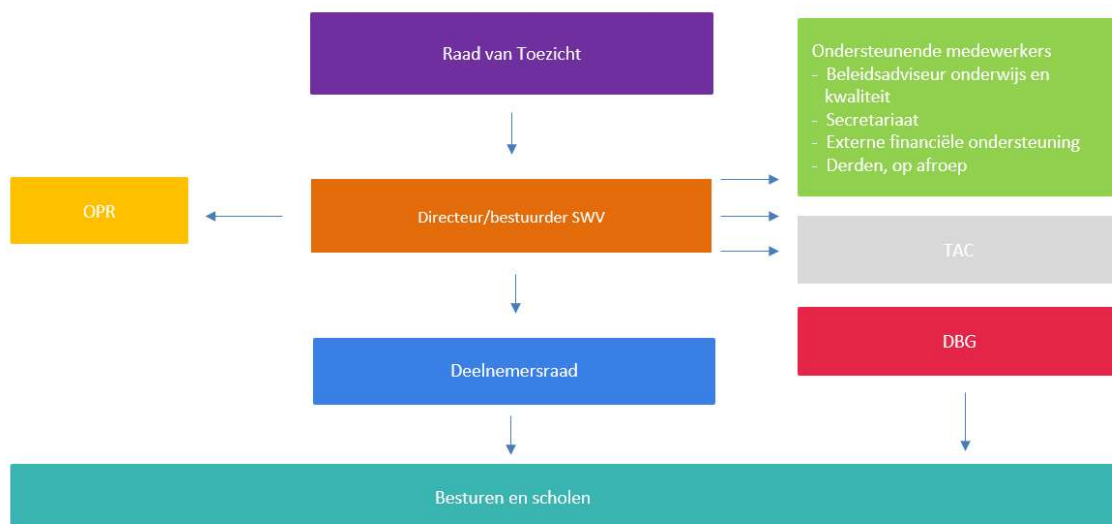 Raad van Toezicht
Ondersteunende medewerkers
- Beleidsadviseur onderwijs en
kwaliteit
- Secretariaat
- Externe financiële ondersteuning
- Derden, op afroep
OPR
Directeur/bestuurder SWV
TAC
DBG
Deelnemersraad
Besturen en scholen